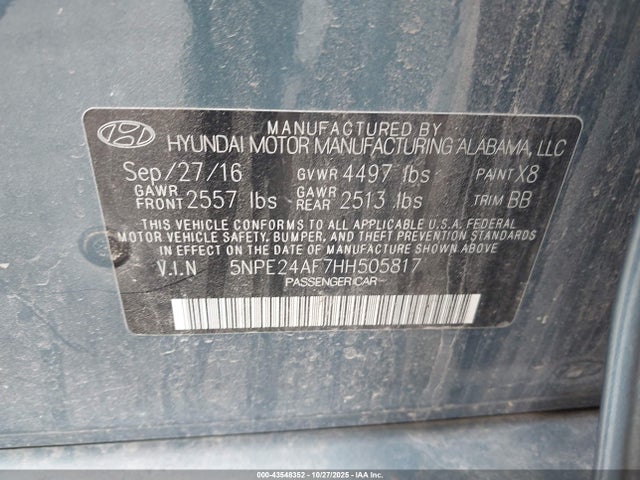 MANUFACTURED BY
HYUNDAI MOTOR MANUFACTURING ALABAMA, LLC
Sep/27/16 GVWR 4497 lbs PAINT X8
GAWR FRONT 2557 lbs GAWR REAR 2513 lbs TRIM BB
THIS VEHICLE CONFORMS TO ALL APPLICABLE U.S.A. FEDERAL
MOTOR VEHICLE SAFETY, BUMPER, AND THEFT PREVENTION STANDARDS
IN EFFECT ON THE DATE OF MANUFACTURE SHOWN ABOVE.
V.I.N 5NPE24AF7HH505817
PASSENGER CAR
000-43548352 | 10/27/2025 | IAA Inc.